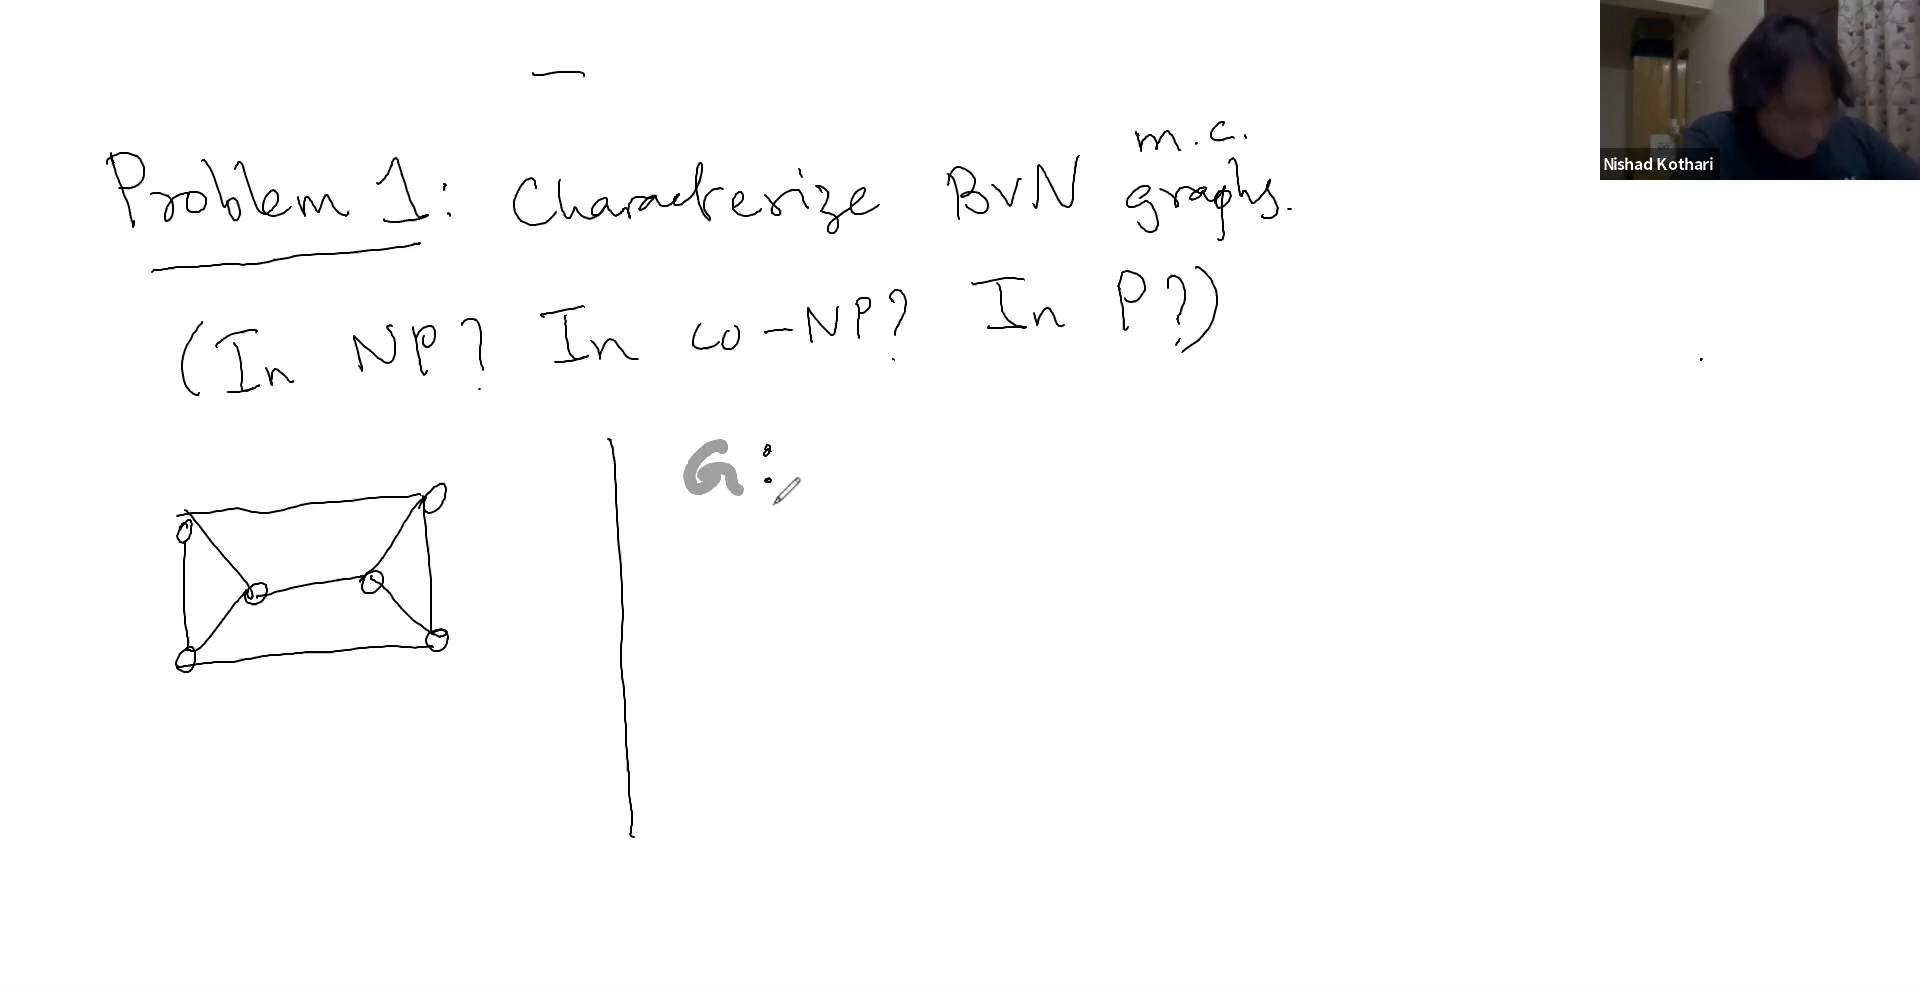 m.c.
Problem 1: Characterize BvN graphs.
(In NP? In co-NP? In P?)
G:
Nishad Kothari